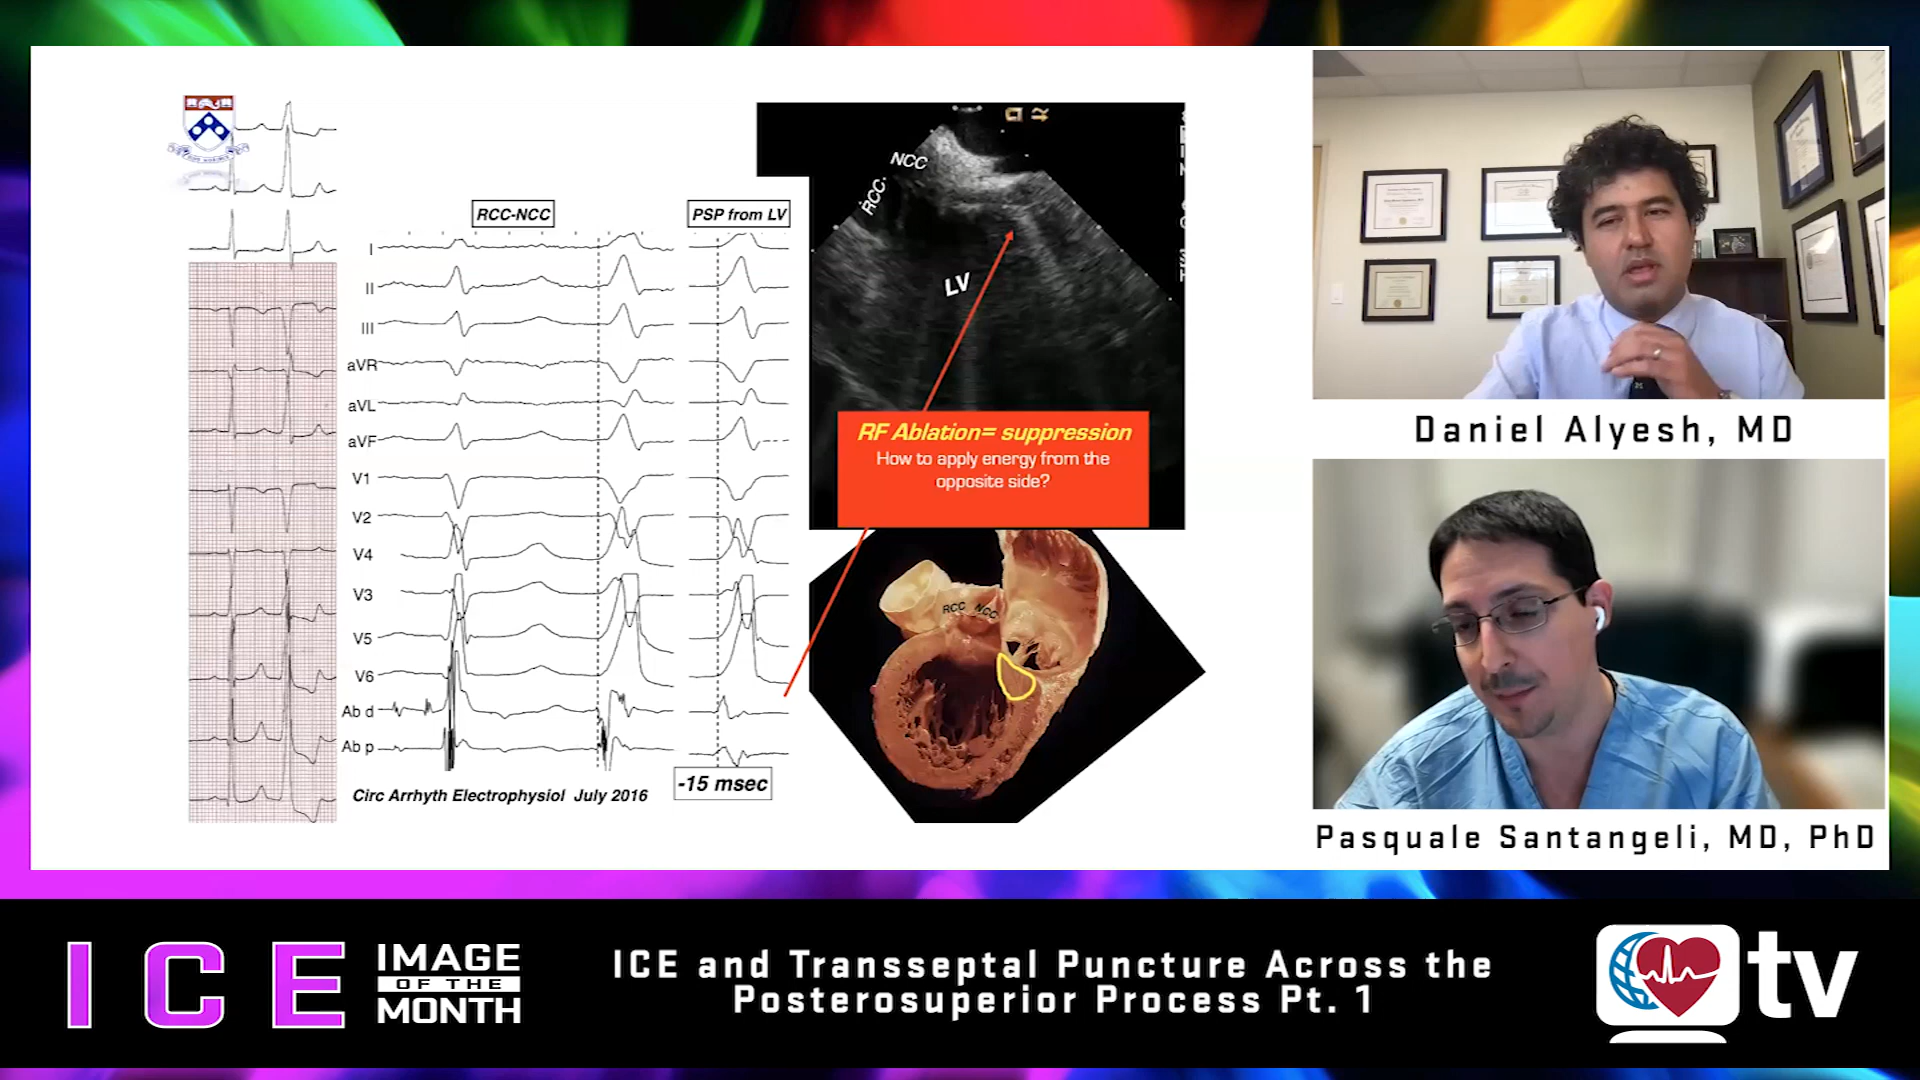 RCC-NCC
PSP from LV
I
II
III
aVR
aVL
aVF
V1
V2
V4
V3
V5
V6
Ab d
Ab p
-15 msec
Circ Arrhyth Electrophysiol July 2016
NCC
RCC
LV
RF Ablation= suppression
How to apply energy from the
opposite side?
RCC NCC
Daniel Alyesh, MD
Pasquale Santangeli, MD, PhD
ICE
IMAGE
OF THE
MONTH
ICE and Transseptal Puncture Across the
Posterosuperior Process Pt. 1
tv